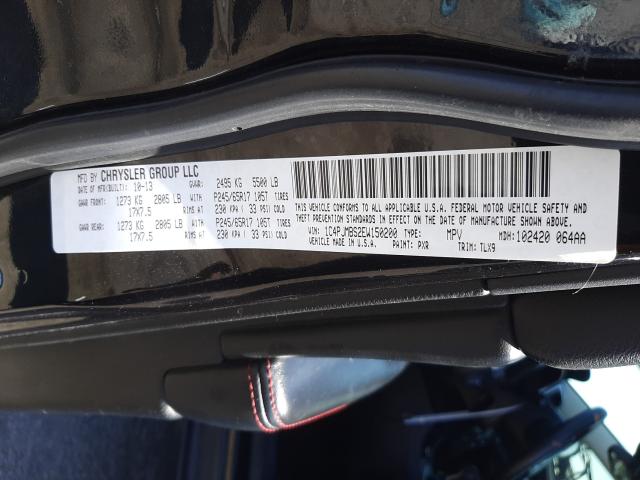 MFD BY CHRYSLER GROUP LLC
DATE OF MFR(BUILT): 10-13 GVWR: 2495 KG 5500 LB
GAWR FRONT: 1273 KG 2805 LB WITH P245/65R17 105T TIRES
17X7.5 RIMS AT 230 KPA ( 33 PSI) COLD
GAWR REAR: 1273 KG 2805 LB WITH P245/65R17 105T TIRES
17X7.5 RIMS AT 230 KPA ( 33 PSI) COLD
THIS VEHICLE CONFORMS TO ALL APPLICABLE U.S.A. FEDERAL MOTOR VEHICLE SAFETY, BUMPER
AND THEFT PREVENTION STANDARDS IN EFFECT ON THE DATE OF MANUFACTURE SHOWN ABOVE.
THIS VEHICLE MADE IN U.S.A.
VIN: 1C4PJMBS2EW150200 TYPE: MPV MDH: 102420 064AA
PAINT: PXR TRIM: TLX9